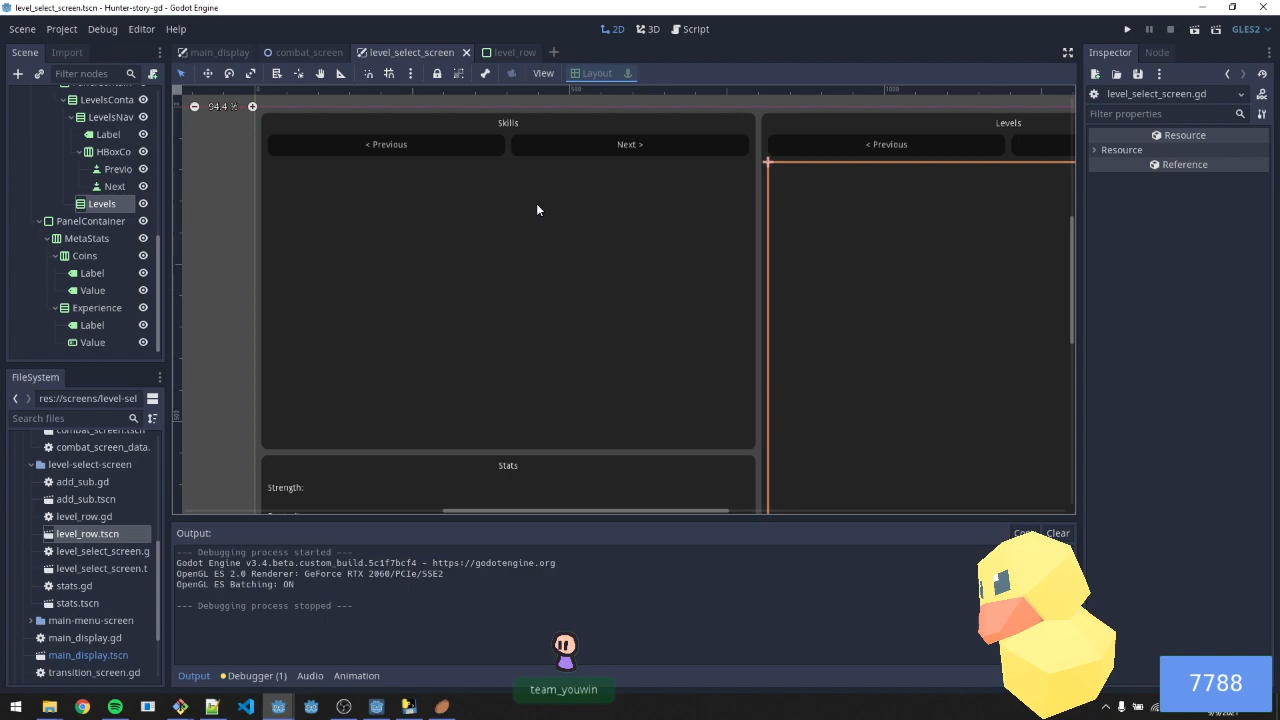 level_select_screen.tscn - Hunter-story-gd - Godot Engine
Scene Project Debug Editor Help
2D 3D Script
GLES2
Scene Import
main_display combat_screen level_select_screen level_row
Inspector Node
Filter nodes
View Layout
level_select_screen.gd
Filter properties
Resource
Resource
Reference
LevelsConta
LevelsNav
Label
HBoxCo
Previo
Next
Levels
PanelContainer
MetaStats
Coins
Label
Value
Experience
Label
Value
94.4 %
0 500 1000
500
Skills
< Previous Next >
Levels
< Previous
Stats
Strength:
FileSystem
res://screens/level-sel
Search files
combat_screen.tscn
combat_screen_data.
level-select-screen
add_sub.gd
add_sub.tscn
level_row.gd
level_row.tscn
level_select_screen.g
level_select_screen.t
stats.gd
stats.tscn
main-menu-screen
main_display.gd
main_display.tscn
transition_screen.gd
Output:
Clear
--- Debugging process started ---
Godot Engine v3.4.beta.custom_build.5c1f7bcf4 - https://godotengine.org
OpenGL ES 2.0 Renderer: GeForce RTX 2060/PCIe/SSE2
OpenGL ES Batching: ON
--- Debugging process stopped ---
Output Debugger (1) Audio Animation
team_youwin
7788